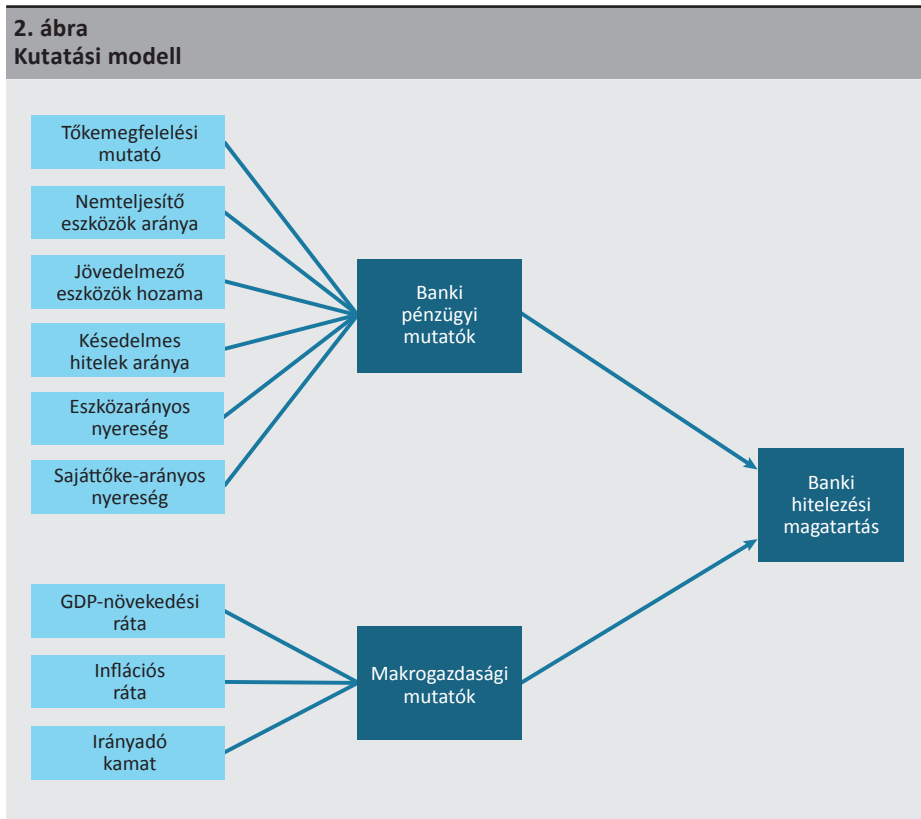 2. ábra
Kutatási modell
Tőkemegfelelési
mutató
Nemteljesítő
eszközök aránya
Jövedelmező
eszközök hozama
Késedelmes
hitelek aránya
Eszközarányos
nyereség
Sajáttőke-arányos
nyereség
Banki
pénzügyi
mutatók
Banki
hitelezési
magatartás
GDP-növekedési
ráta
Inflációs
ráta
Irányadó
kamat
Makrogazdasági
mutatók